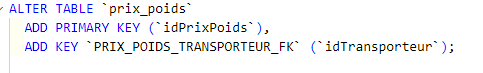 ALTER TABLE `prix_poids`
ADD PRIMARY KEY (`idPrixPoids`),
ADD KEY `PRIX_POIDS_TRANSPORTEUR_FK` (`idTransporteur`);